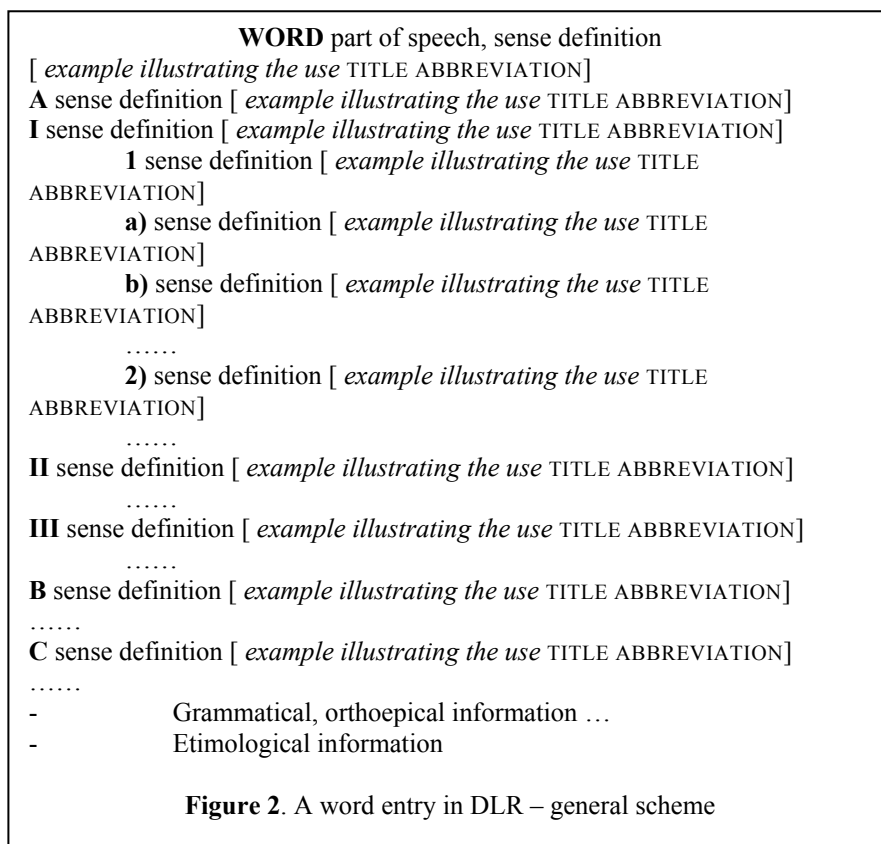 WORD part of speech, sense definition
[ example illustrating the use TITLE ABBREVIATION]
A sense definition [ example illustrating the use TITLE ABBREVIATION]
I sense definition [ example illustrating the use TITLE ABBREVIATION]
1 sense definition [ example illustrating the use TITLE
ABBREVIATION]
a) sense definition [ example illustrating the use TITLE
ABBREVIATION]
b) sense definition [ example illustrating the use TITLE
ABBREVIATION]
……
2) sense definition [ example illustrating the use TITLE
ABBREVIATION]
……
II sense definition [ example illustrating the use TITLE ABBREVIATION]
……
III sense definition [ example illustrating the use TITLE ABBREVIATION]
……
B sense definition [ example illustrating the use TITLE ABBREVIATION]
……
C sense definition [ example illustrating the use TITLE ABBREVIATION]
……
- Grammatical, orthoepical information …
- Etimological information
Figure 2. A word entry in DLR – general scheme